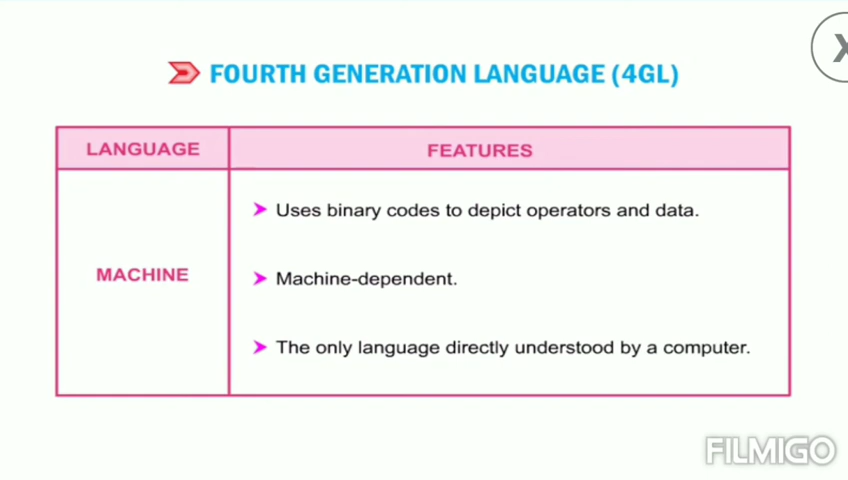 FOURTH GENERATION LANGUAGE (4GL)
LANGUAGE
FEATURES
MACHINE
Uses binary codes to depict operators and data.
Machine-dependent.
The only language directly understood by a computer.
X
FILMIGO